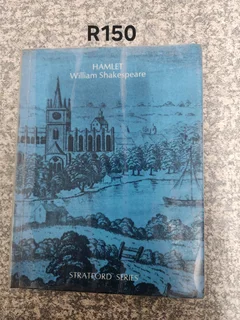 R150
HAMLET
William Shakespeare
STRATFORD SERIES